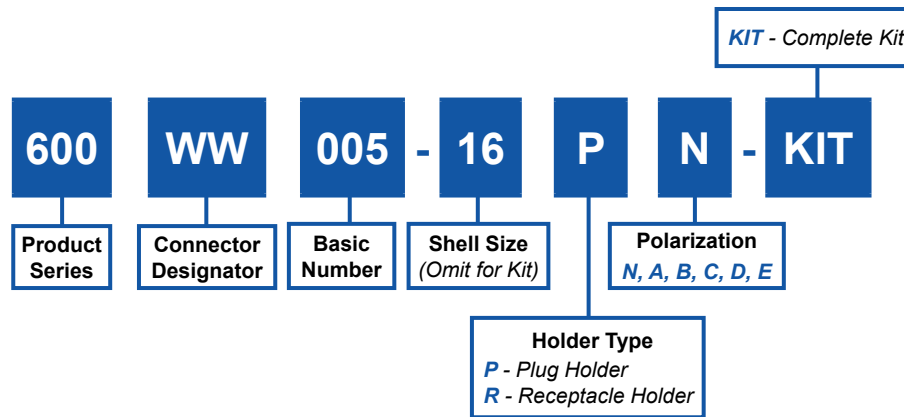 KIT - Complete Kit
600 WW 005 - 16 P N - KIT
Product
Series
Connector
Designator
Basic
Number
Shell Size
(Omit for Kit)
Polarization
N, A, B, C, D, E
Holder Type
P - Plug Holder
R - Receptacle Holder